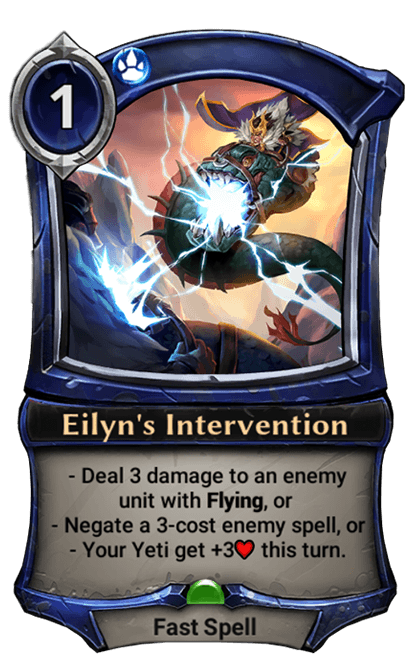 1
Eilyn's Intervention
- Deal 3 damage to an enemy
unit with Flying, or
- Negate a 3-cost enemy spell, or
- Your Yeti get +3❤ this turn.
Fast Spell